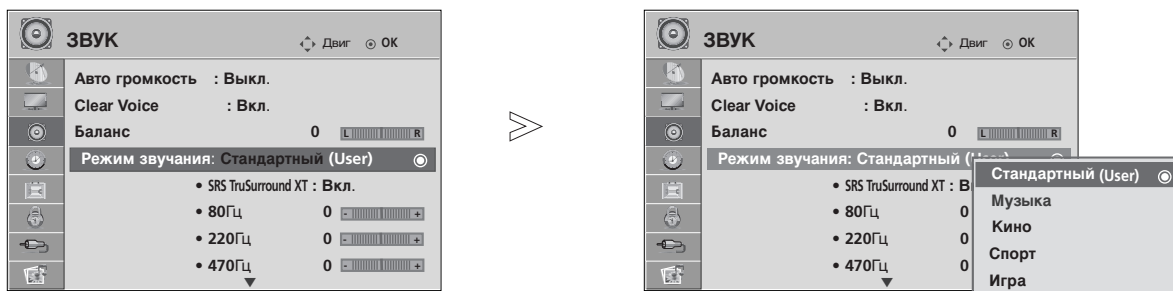 ЗВУК
Двиг ОК
Авто громкость : Выкл.
Clear Voice : Вкл.
Баланс 0 L R
Режим звучания: Стандартный (User)
• SRS TruSurround XT : Вкл.
• 80Гц 0 - +
• 220Гц 0 - +
• 470Гц 0 - +
ЗВУК
Двиг ОК
Авто громкость : Выкл.
Clear Voice : Вкл.
Баланс 0 L R
Режим звучания: Стандартный (
• SRS TruSurround XT : В
• 80Гц 0
• 220Гц 0
• 470Гц 0
Стандартный (User)
Музыка
Кино
Спорт
Игра